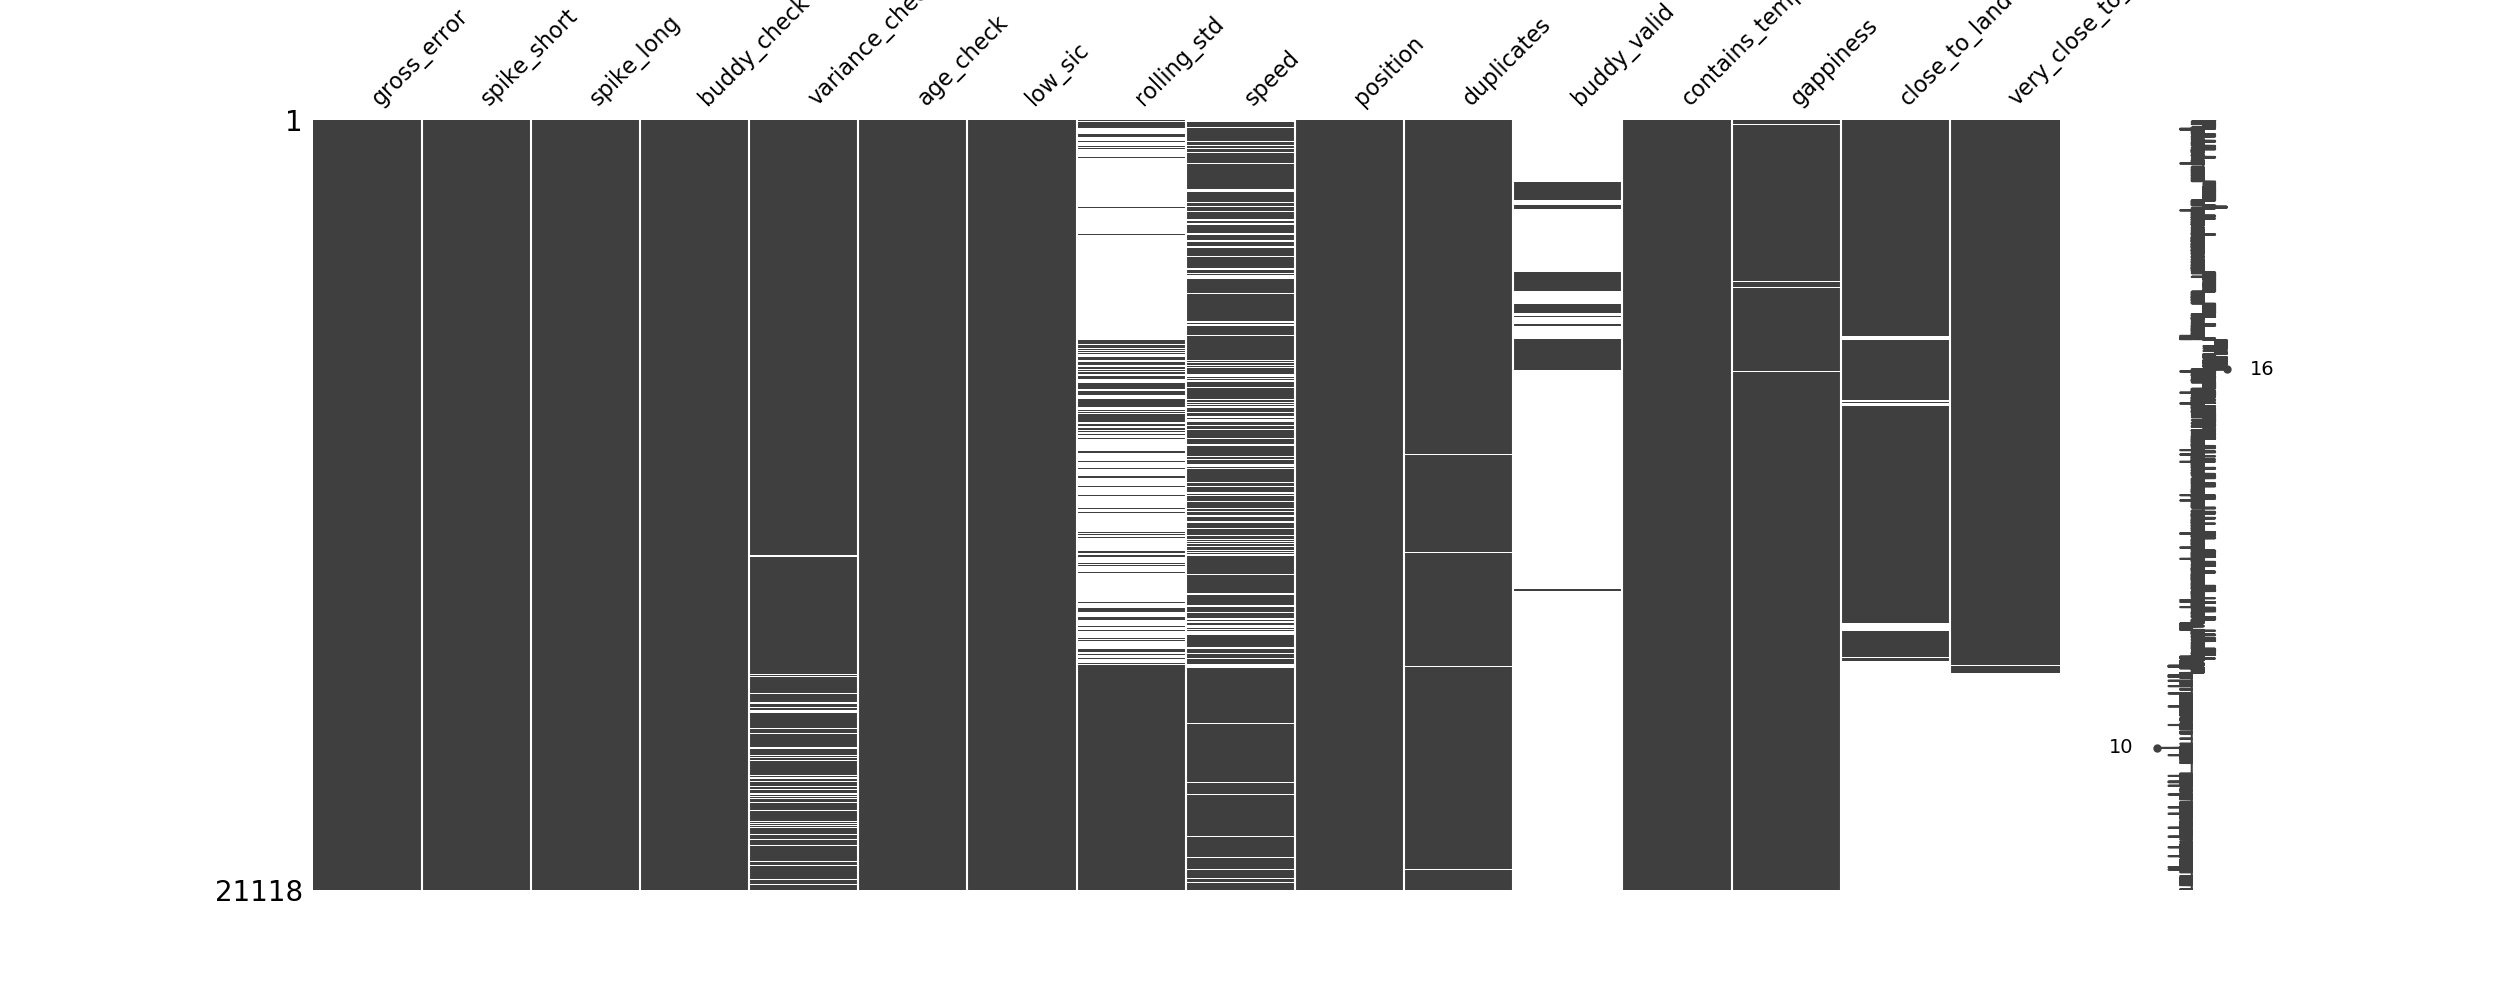 gross_error
spike_short
spike_long
buddy_check
age_check
low_sic
rolling_std
speed
position
duplicates
buddy_valid
gappiness
close_to_land
1
16
10
21118